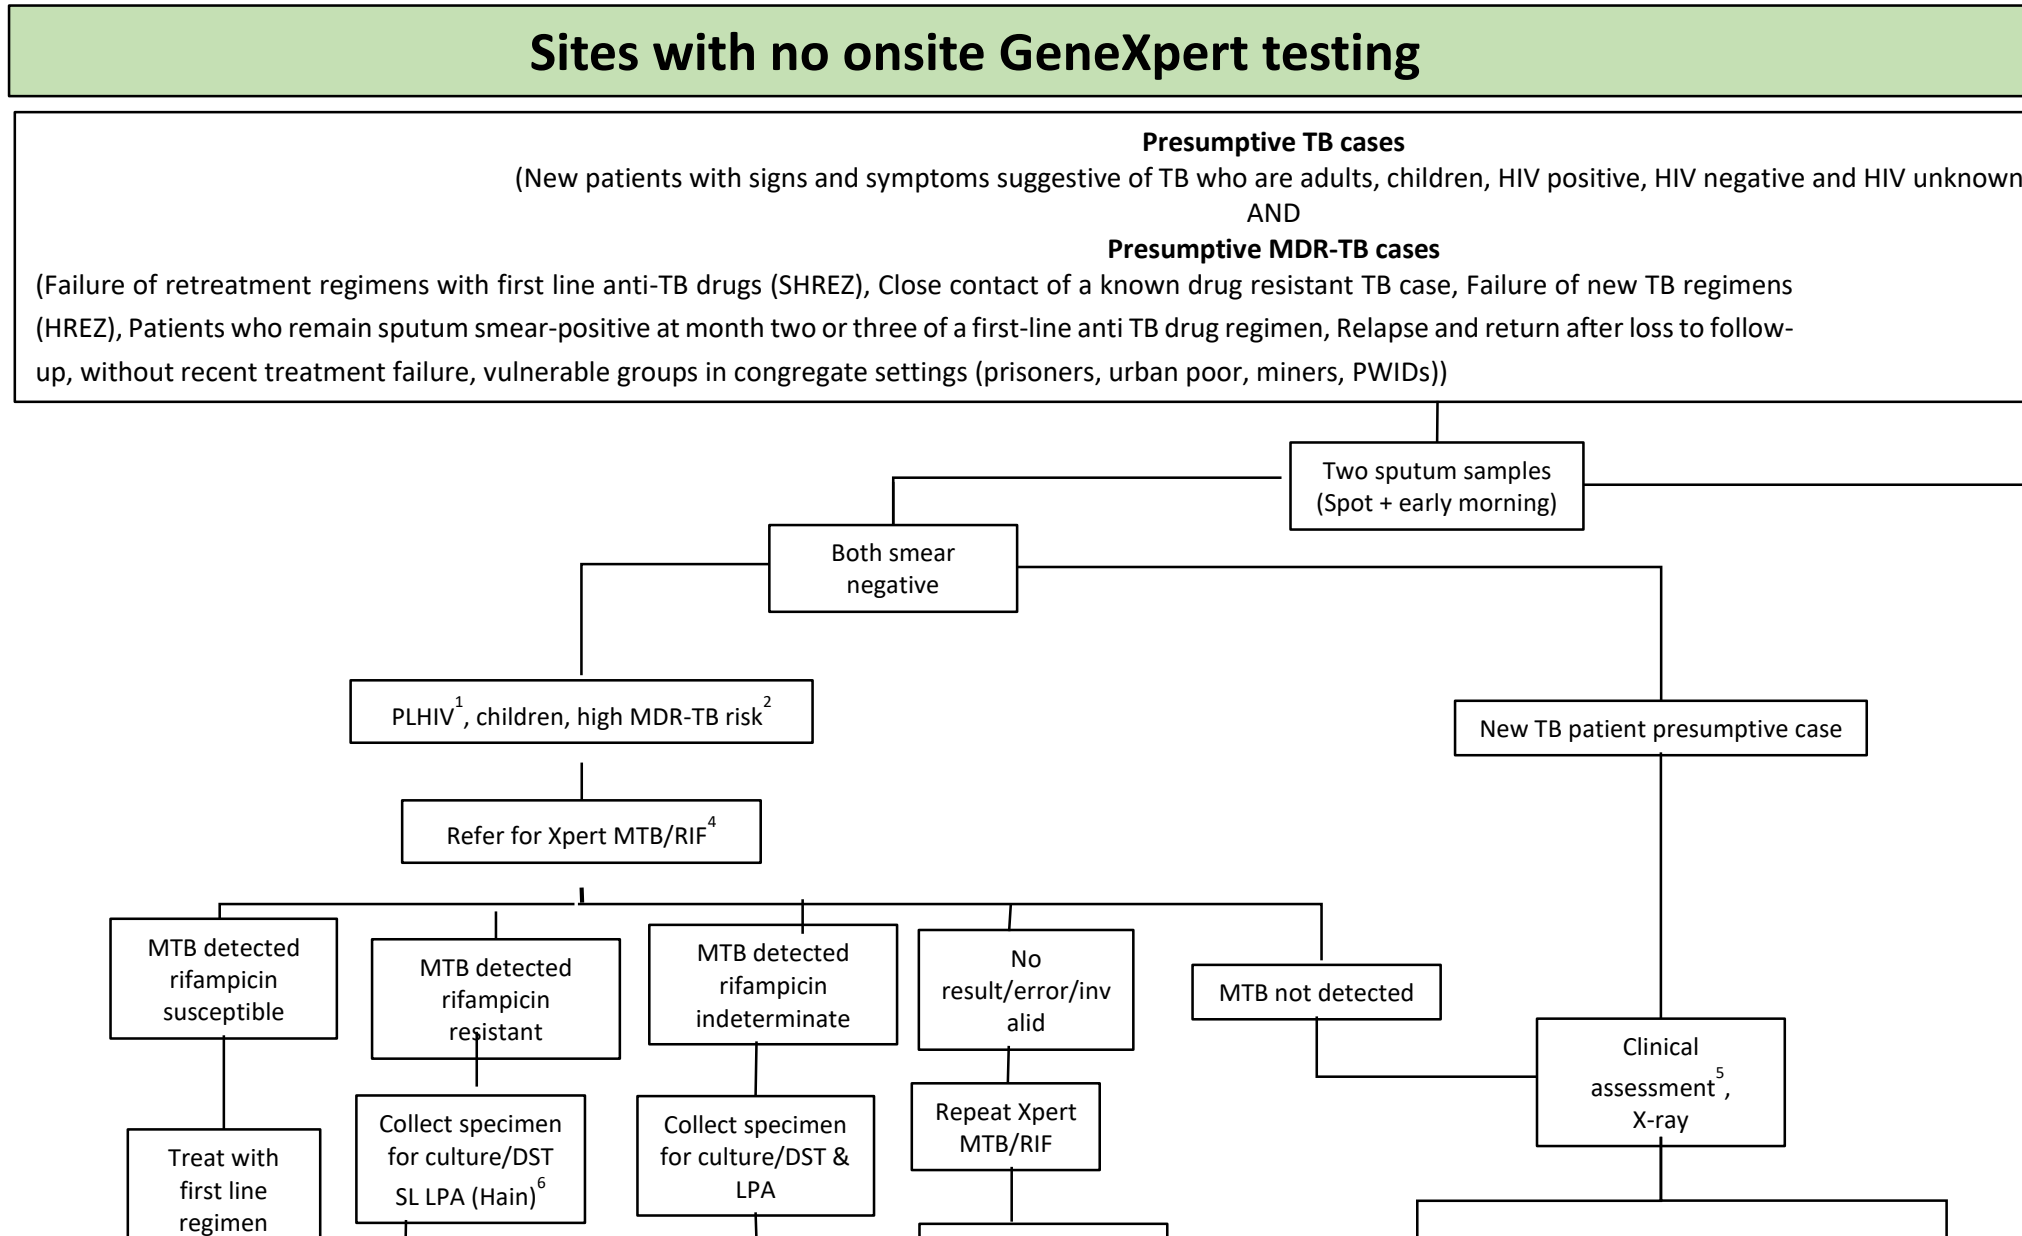 Sites with no onsite GeneXpert testing
Presumptive TB cases
(New patients with signs and symptoms suggestive of TB who are adults, children, HIV positive, HIV negative and HIV unknown
AND
Presumptive MDR-TB cases
(Failure of retreatment regimens with first line anti-TB drugs (SHREZ), Close contact of a known drug resistant TB case, Failure of new TB regimens
(HREZ), Patients who remain sputum smear-positive at month two or three of a first-line anti TB drug regimen, Relapse and return after loss to follow-
up, without recent treatment failure, vulnerable groups in congregate settings (prisoners, urban poor, miners, PWIDs))
Two sputum samples
(Spot + early morning)
Both smear
negative
PLHIV1, children, high MDR-TB risk2
New TB patient presumptive case
Refer for Xpert MTB/RIF4
MTB detected
rifampicin
susceptible
MTB detected
rifampicin
resistant
MTB detected
rifampicin
indeterminate
No
result/error/inv
alid
MTB not detected
Clinical
assessment5,
X-ray
Treat with
first line
regimen
Collect specimen
for culture/DST
SL LPA (Hain)6
Collect specimen
for culture/DST &
LPA
Repeat Xpert
MTB/RIF